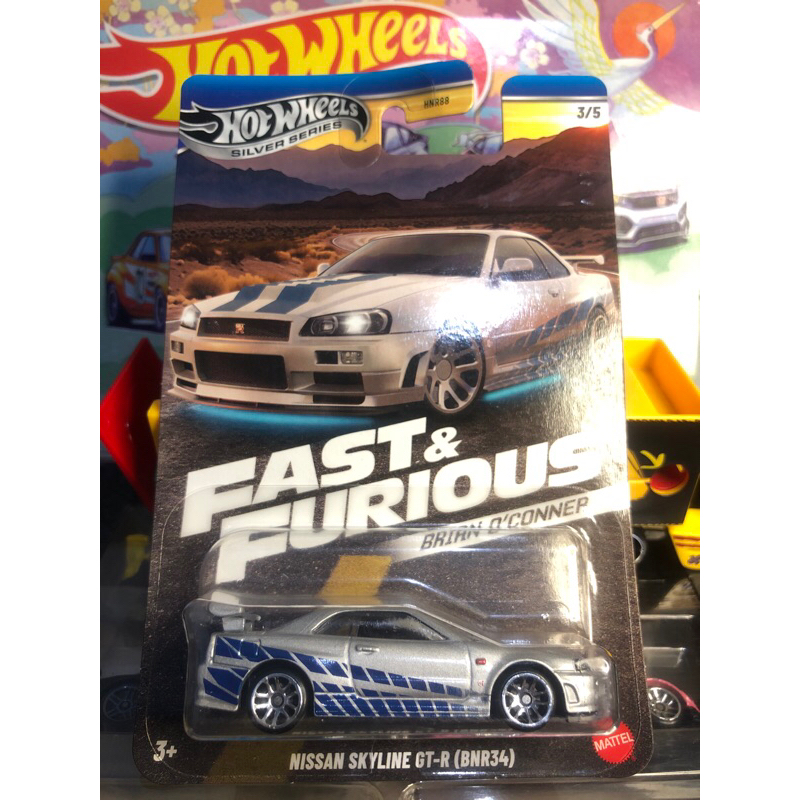 HOT WHEELS
HOT WHEELS
SILVER SERIES
HNR88
3/5
FAST &
FURIOUS
BRIAN O'CONNER
3+
NISSAN SKYLINE GT-R (BNR34)
MATTEL